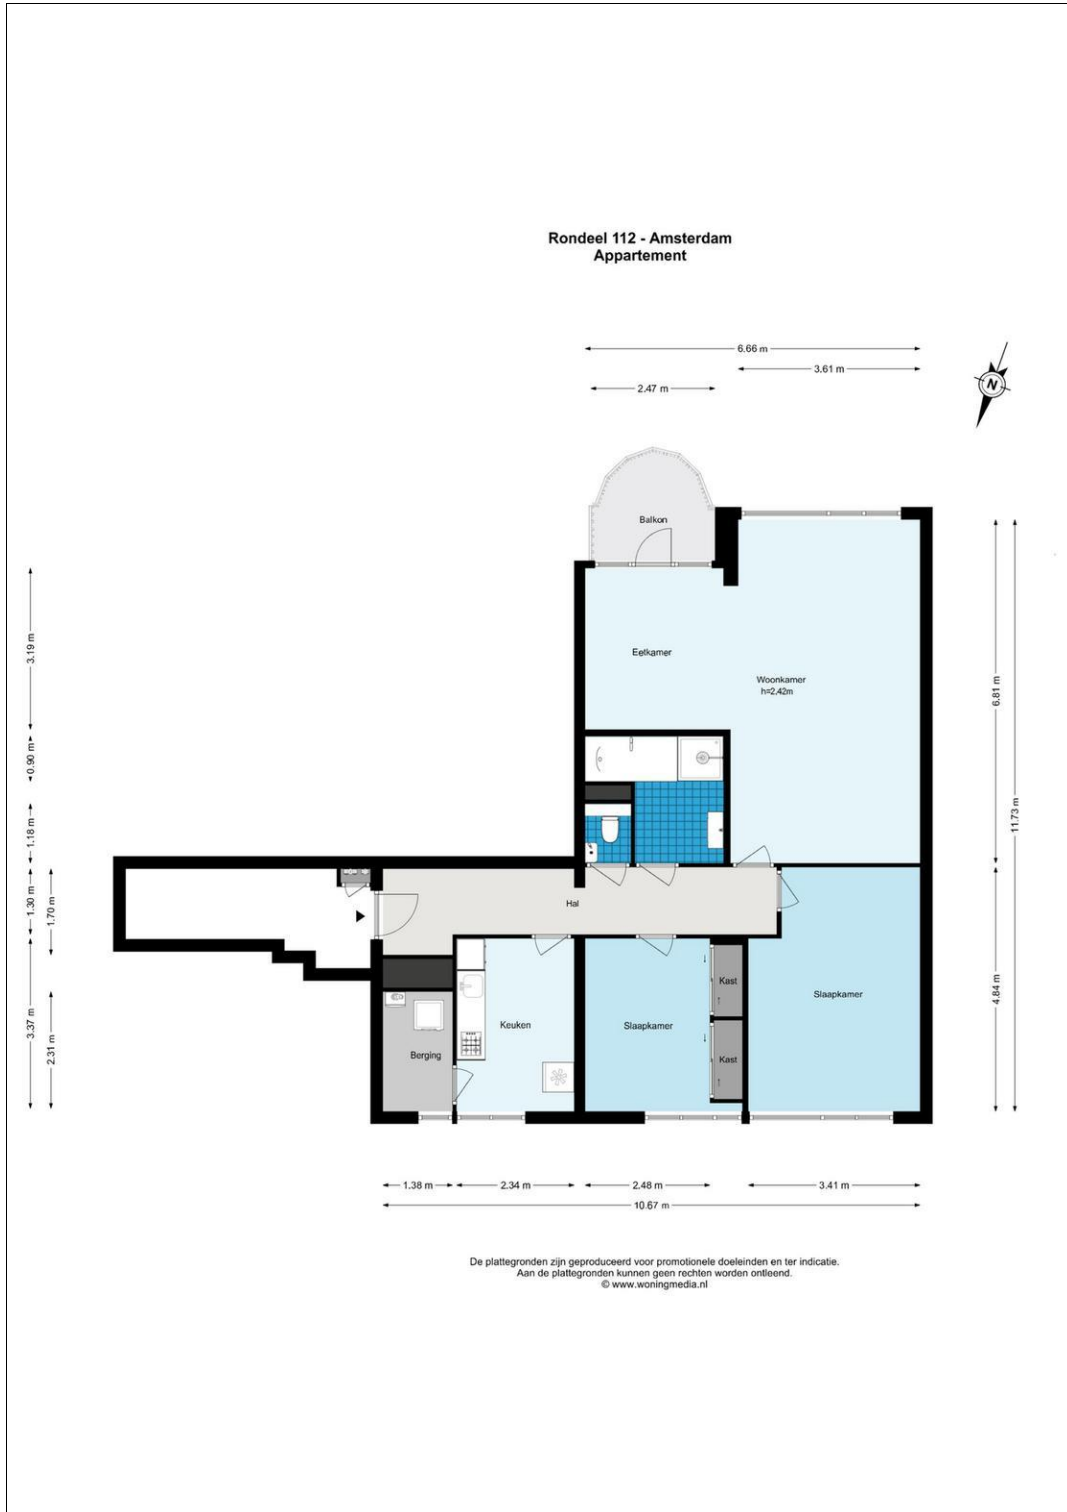 Rondeel 112 - Amsterdam
Appartement
6.66 m
3.61 m
2.47 m
N
Balkon
Eetkamer
Woonkamer
h=2,42m
3.19 m
0.90 m
1.18 m
1.30 m
1.70 m
3.37 m
2.31 m
6.81 m
11.73 m
4.84 m
Hal
Keuken
Berging
Slaapkamer
Kast
Kast
Slaapkamer
1.38 m
2.34 m
2.48 m
3.41 m
10.67 m
De plattegronden zijn geproduceerd voor promotionele doeleinden en ter indicatie.
Aan de plattegronden kunnen geen rechten worden ontleend.
© www.woningmedia.nl